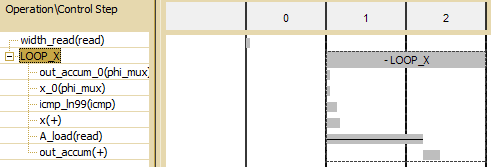 Operation\Control Step
0 1 2
width_read(read)
LOOP_X
- LOOP_X
out_accum_0(phi_mux)
x_0(phi_mux)
icmp_ln99(icmp)
x(+)
A_load(read)
out_accum(+)